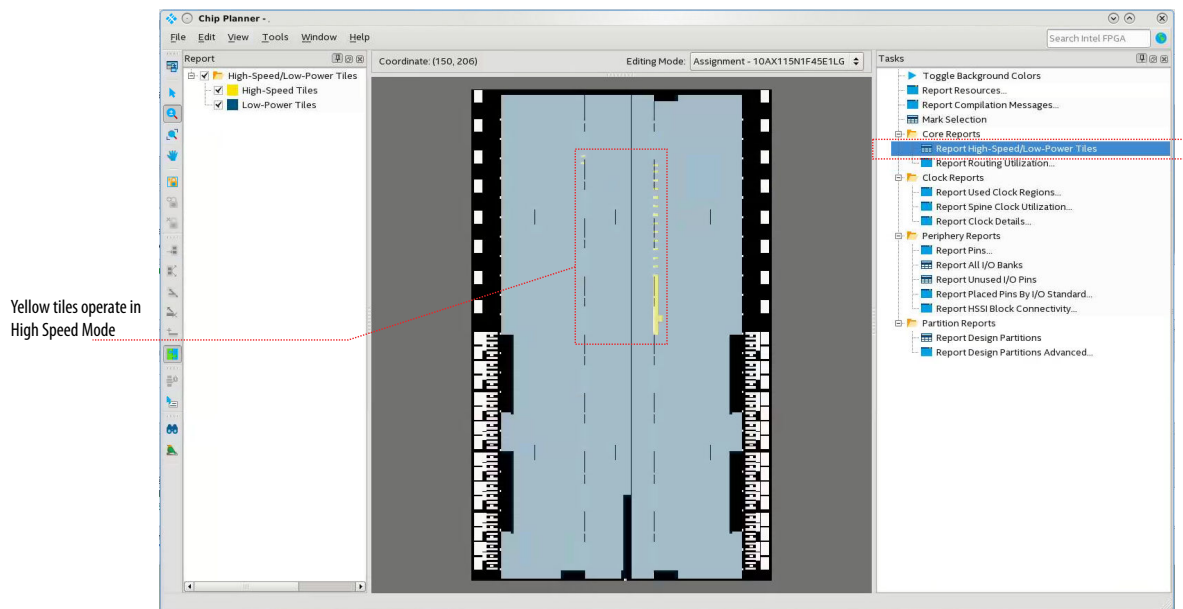 Chip Planner - .
File Edit View Tools Window Help
Search Intel FPGA
Report
High-Speed/Low-Power Tiles
High-Speed Tiles
Low-Power Tiles
Coordinate: (150, 206)
Editing Mode: Assignment - 10AX115N1F45E1LG
Tasks
Toggle Background Colors
Report Resources...
Report Compilation Messages...
Mark Selection
Core Reports
Report High-Speed/Low-Power Tiles
Report Routing Utilization...
Clock Reports
Report Used Clock Regions...
Report Spine Clock Utilization...
Report Clock Details...
Periphery Reports
Report Pins...
Report All I/O Banks
Report Unused I/O Pins
Report Placed Pins By I/O Standard...
Report HSSI Block Connectivity...
Partition Reports
Report Design Partitions
Report Design Partitions Advanced...
Yellow tiles operate in
High Speed Mode